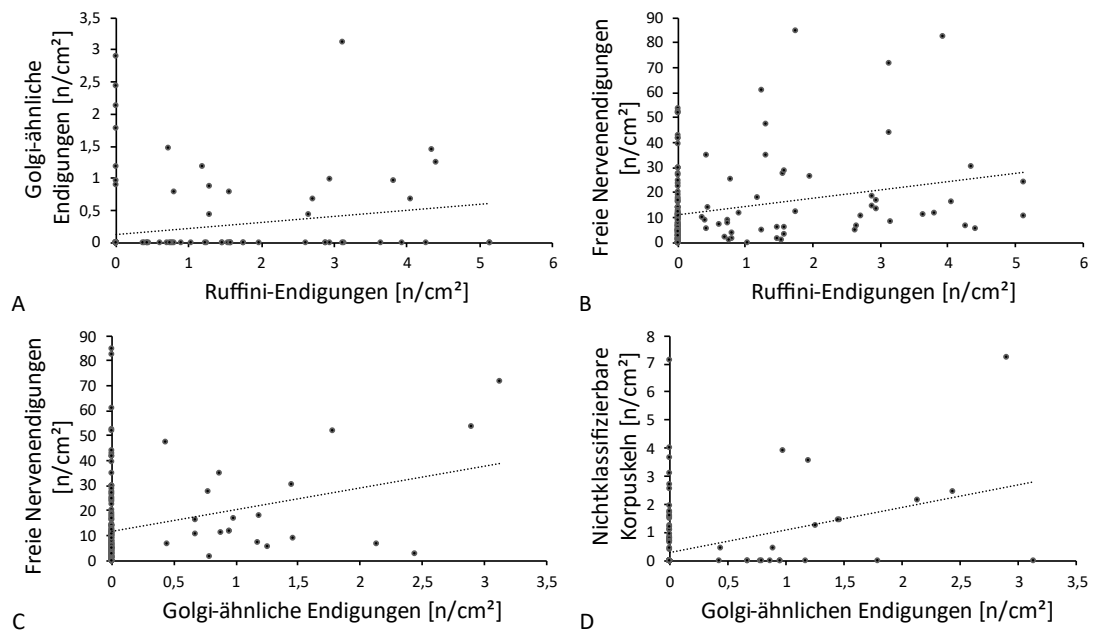 Golgi-ähnliche
Endigungen [n/cm²]
3,5
3
2,5
2
1,5
1
0,5
0
0 1 2 3 4 5 6
Ruffini-Endigungen [n/cm²]
A
Freie Nervenendigungen
[n/cm²]
90
80
70
60
50
40
30
20
10
0
0 1 2 3 4 5 6
Ruffini-Endigungen [n/cm²]
B
Freie Nervenendigungen
[n/cm²]
90
80
70
60
50
40
30
20
10
0
0 0,5 1 1,5 2 2,5 3 3,5
Golgi-ähnliche Endigungen [n/cm²]
C
Nichtklassifizierbare
Korpuskeln [n/cm²]
8
7
6
5
4
3
2
1
0
0 0,5 1 1,5 2 2,5 3 3,5
Golgi-ähnlichen Endigungen [n/cm²]
D